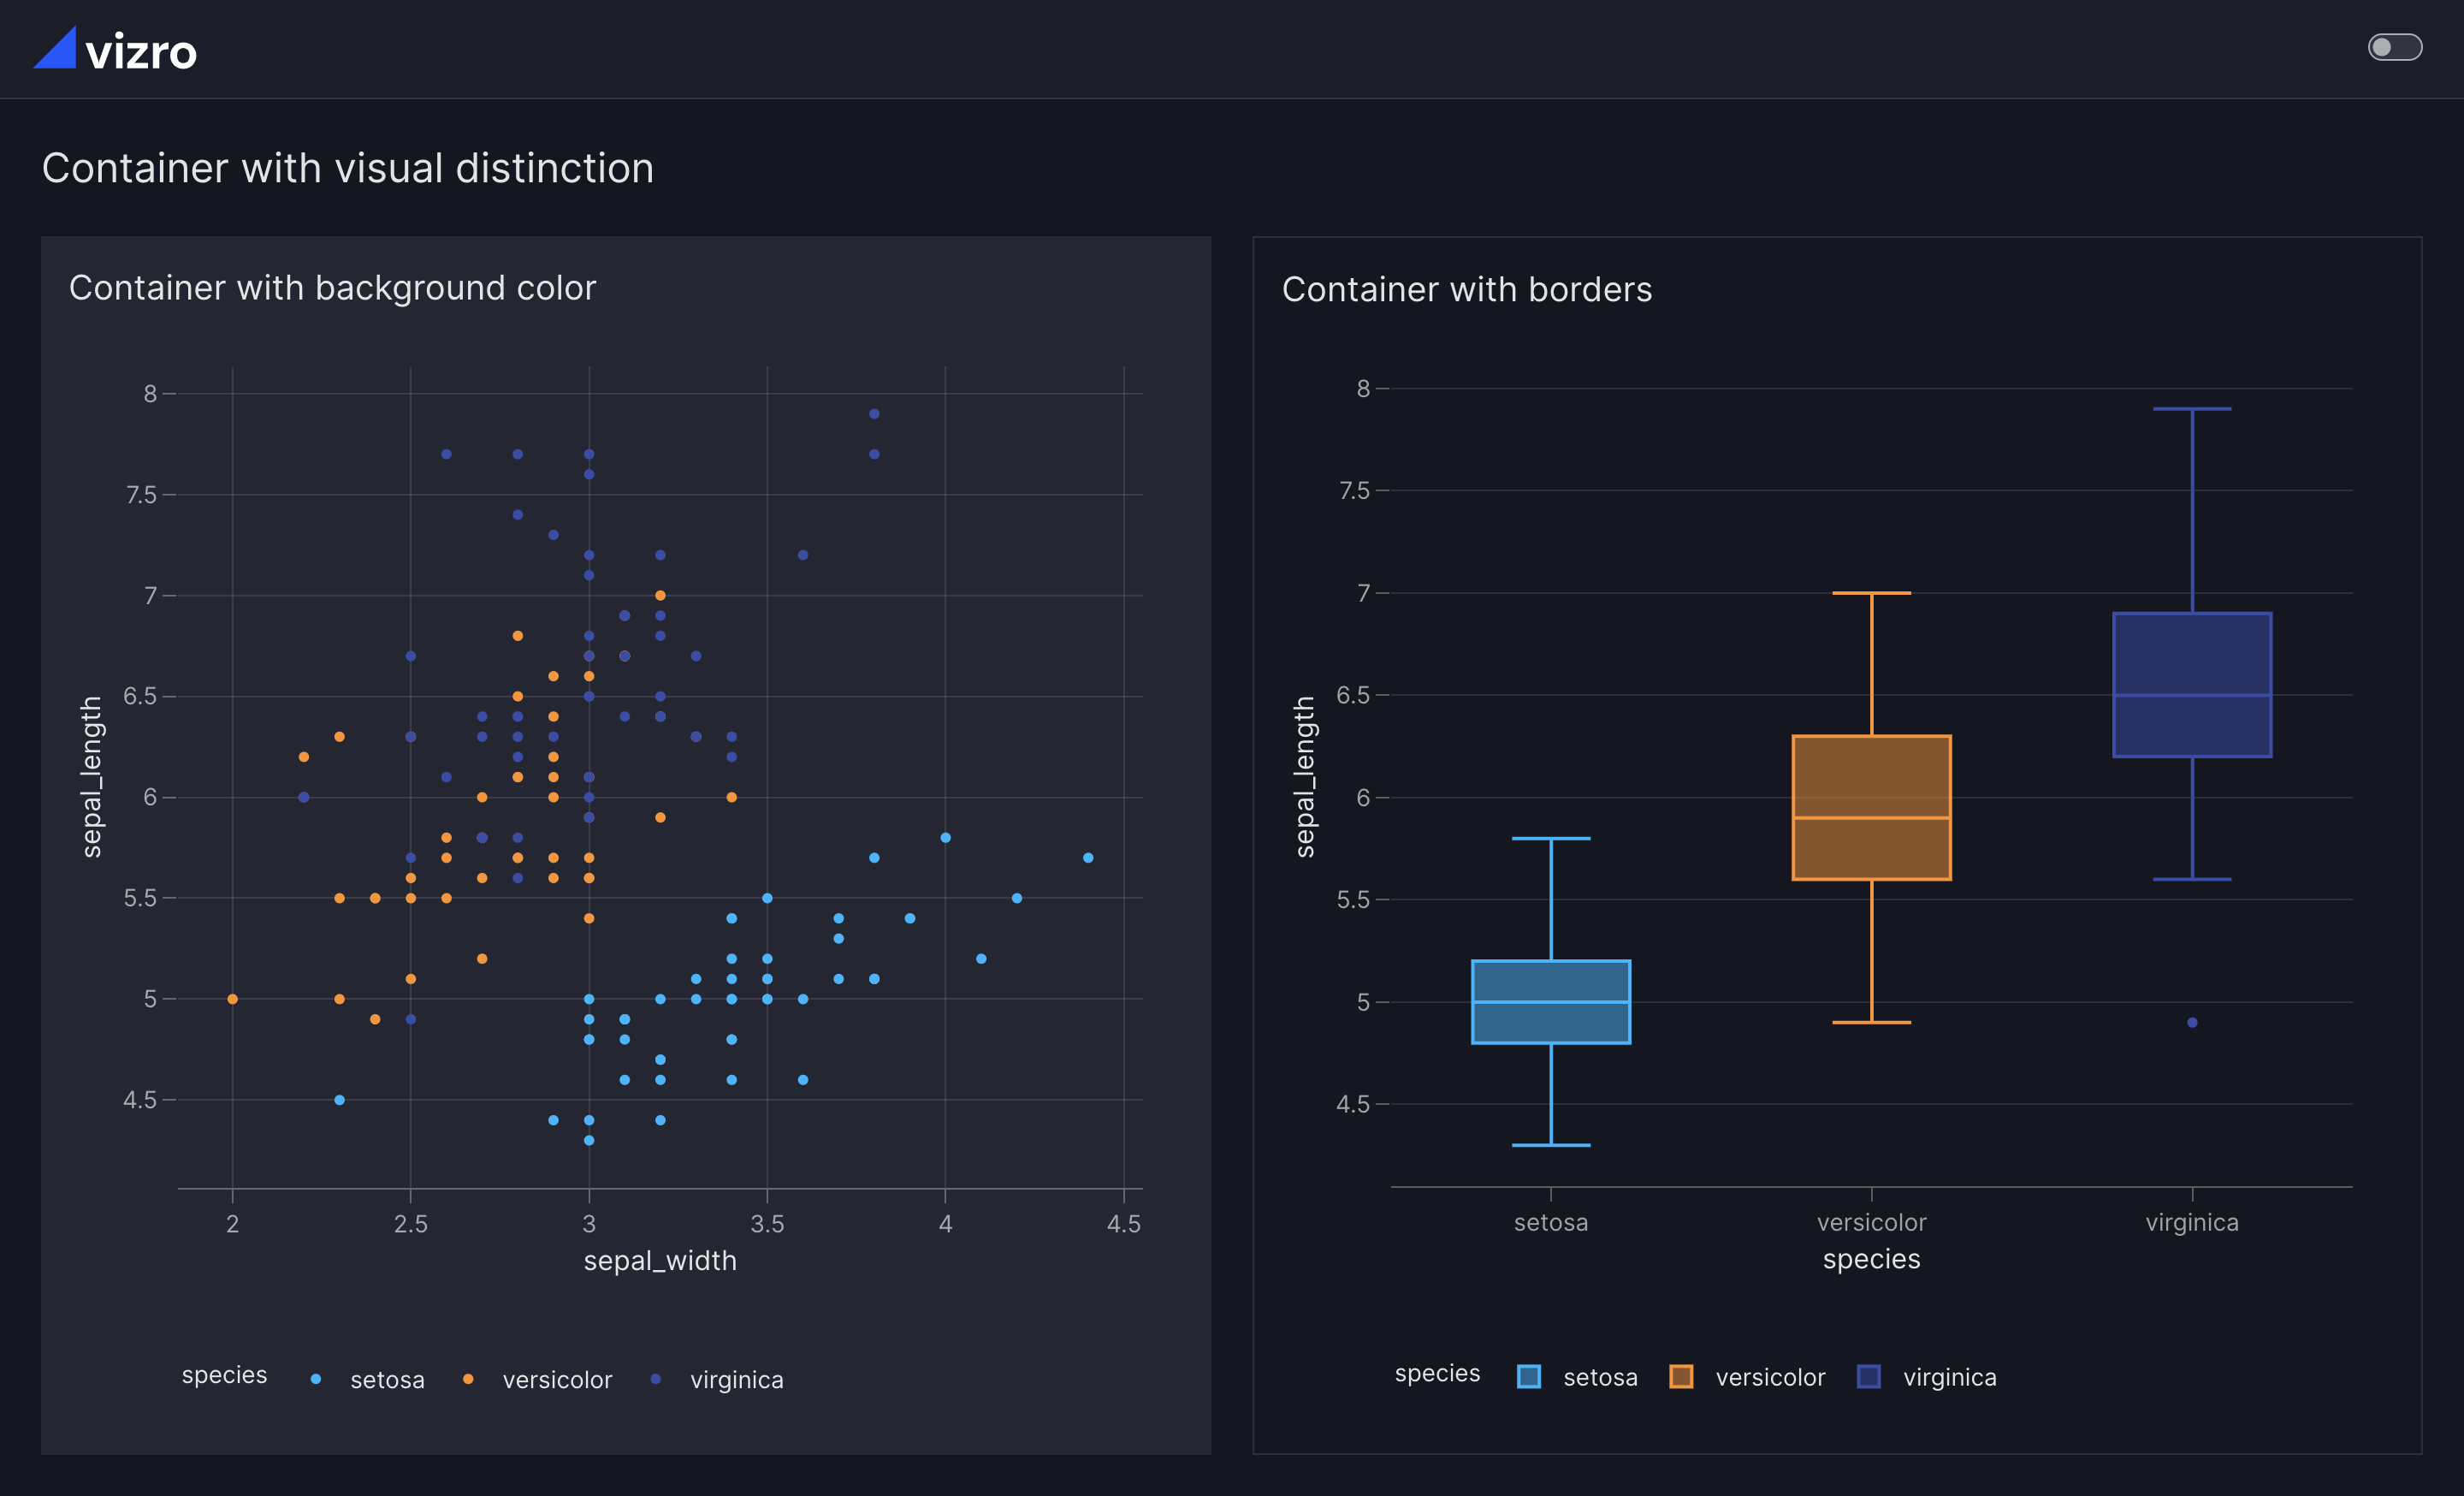 vizro
Container with visual distinction
Container with background color
8
7.5
7
6.5
6
5.5
5
4.5
sepal_length
2 2.5 3 3.5 4 4.5
sepal_width
species setosa versicolor virginica
Container with borders
8
7.5
7
6.5
6
5.5
5
4.5
sepal_length
setosa versicolor virginica
species
species setosa versicolor virginica